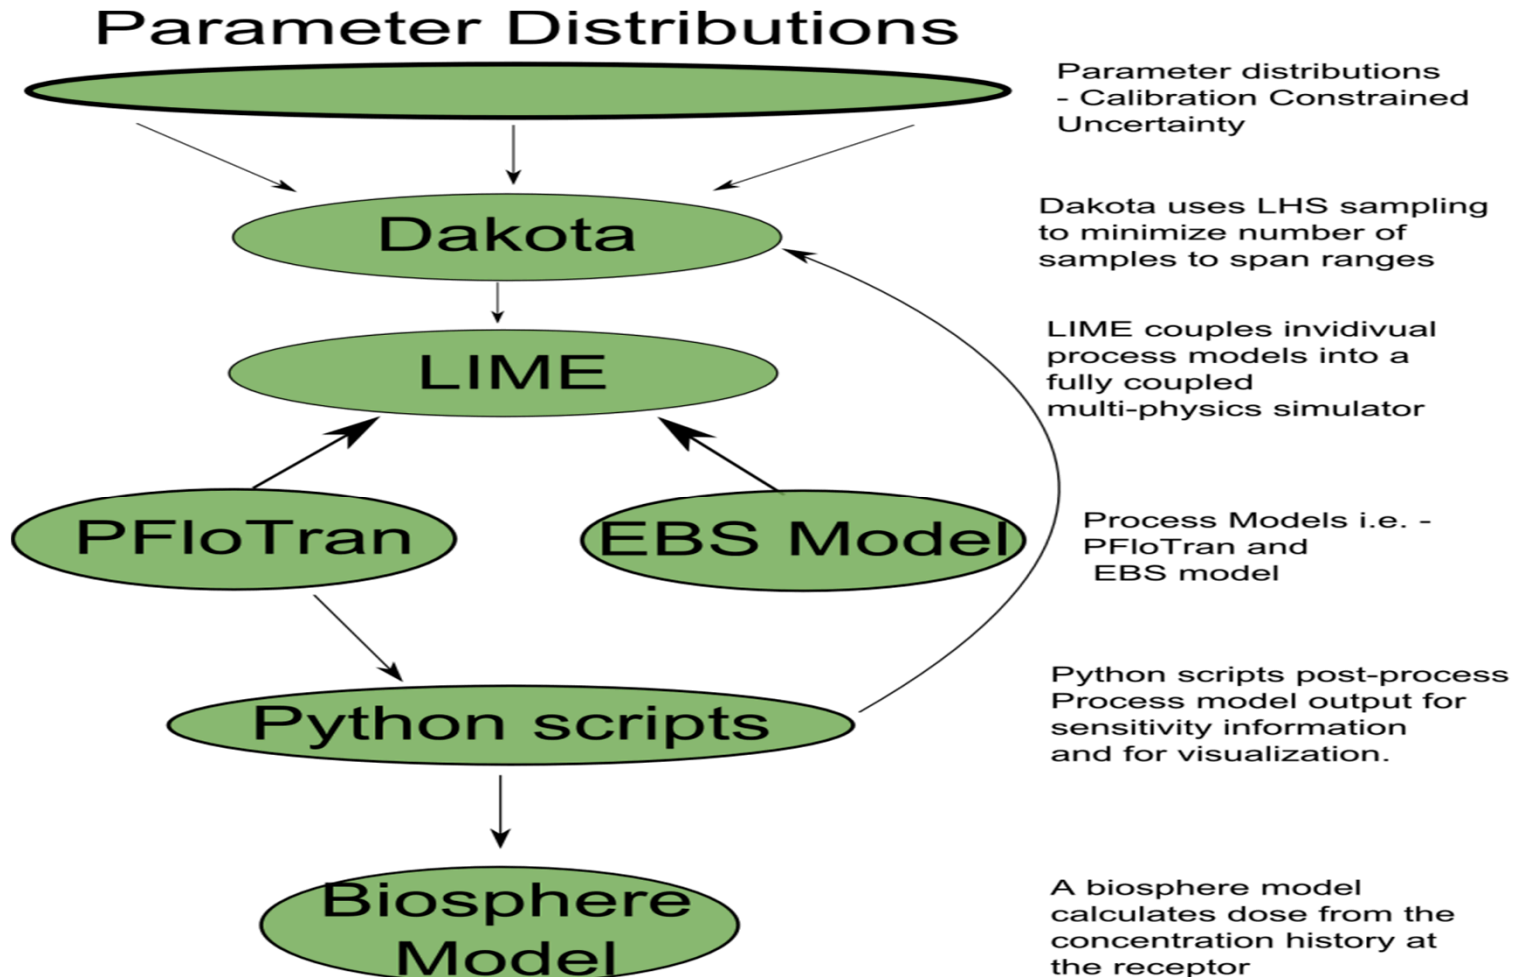 Parameter Distributions
Parameter distributions
- Calibration Constrained
Uncertainty
Dakota
Dakota uses LHS sampling
to minimize number of
samples to span ranges
LIME
LIME couples invidivual
process models into a
fully coupled
multi-physics simulator
PFloTran
EBS Model
Process Models i.e. -
PFloTran and
EBS model
Python scripts
Python scripts post-process
Process model output for
sensitivity information
and for visualization.
Biosphere
Model
A biosphere model
calculates dose from the
concentration history at
the receptor